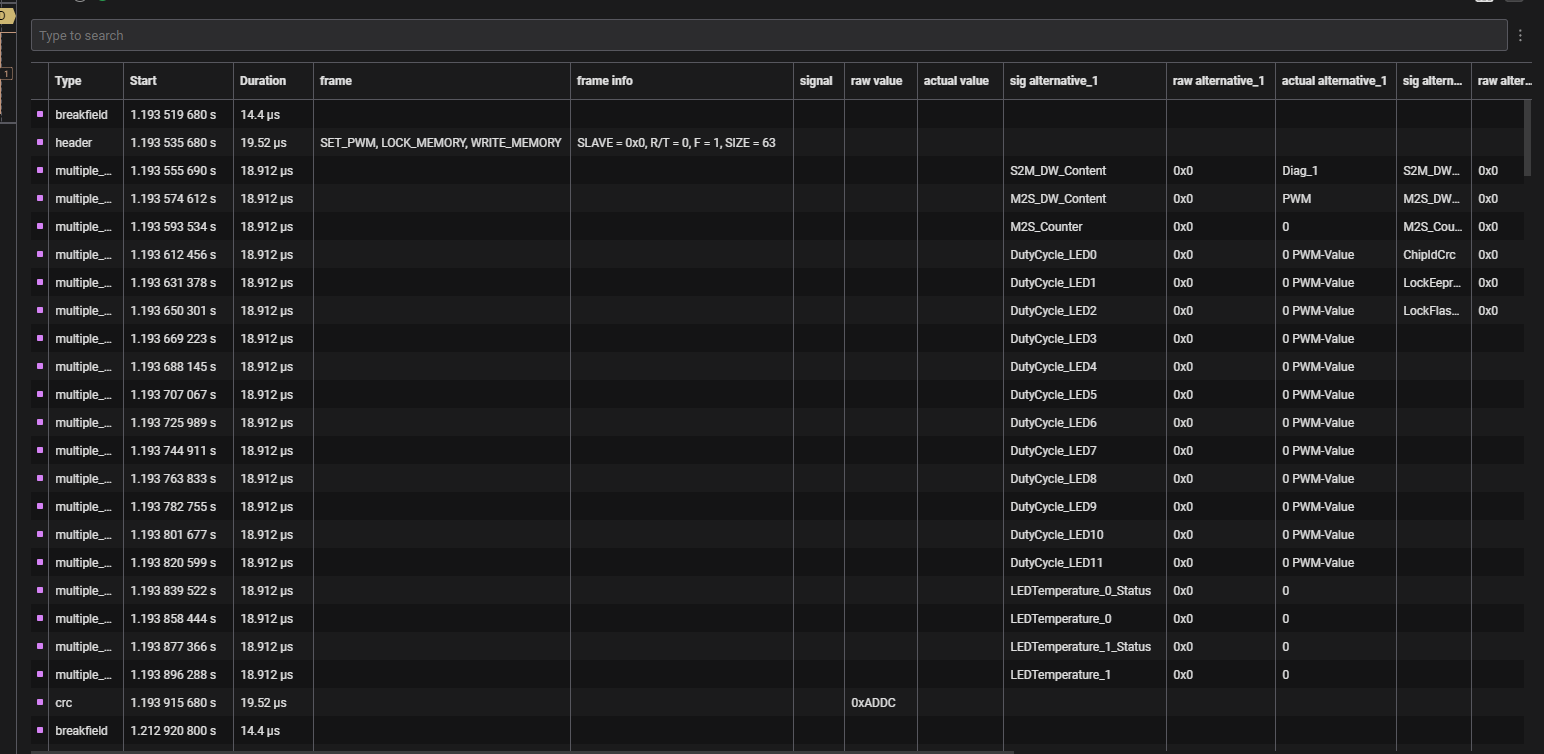 Type to search
Type Start Duration frame frame info signal raw value actual value sig alternative_1 raw alternative_1 actual alternative_1 sig altern... raw alter...
1
breakfield 1.193 519 680 s 14.4 µs
header 1.193 535 680 s 19.52 µs SET_PWM, LOCK_MEMORY, WRITE_MEMORY SLAVE = 0x0, R/T = 0, F = 1, SIZE = 63
multiple_... 1.193 555 690 s 18.912 µs S2M_DW_Content 0x0 Diag_1 S2M_DW... 0x0
multiple_... 1.193 574 612 s 18.912 µs M2S_DW_Content 0x0 PWM M2S_DW... 0x0
multiple_... 1.193 593 534 s 18.912 µs M2S_Counter 0x0 0 M2S_Cou... 0x0
multiple_... 1.193 612 456 s 18.912 µs DutyCycle_LED0 0x0 0 PWM-Value ChipIdCrc 0x0
multiple_... 1.193 631 378 s 18.912 µs DutyCycle_LED1 0x0 0 PWM-Value LockEepr... 0x0
multiple_... 1.193 650 301 s 18.912 µs DutyCycle_LED2 0x0 0 PWM-Value LockFlas... 0x0
multiple_... 1.193 669 223 s 18.912 µs DutyCycle_LED3 0x0 0 PWM-Value
multiple_... 1.193 688 145 s 18.912 µs DutyCycle_LED4 0x0 0 PWM-Value
multiple_... 1.193 707 067 s 18.912 µs DutyCycle_LED5 0x0 0 PWM-Value
multiple_... 1.193 725 989 s 18.912 µs DutyCycle_LED6 0x0 0 PWM-Value
multiple_... 1.193 744 911 s 18.912 µs DutyCycle_LED7 0x0 0 PWM-Value
multiple_... 1.193 763 833 s 18.912 µs DutyCycle_LED8 0x0 0 PWM-Value
multiple_... 1.193 782 755 s 18.912 µs DutyCycle_LED9 0x0 0 PWM-Value
multiple_... 1.193 801 677 s 18.912 µs DutyCycle_LED10 0x0 0 PWM-Value
multiple_... 1.193 820 599 s 18.912 µs DutyCycle_LED11 0x0 0 PWM-Value
multiple_... 1.193 839 522 s 18.912 µs LEDTemperature_0_Status 0x0 0
multiple_... 1.193 858 444 s 18.912 µs LEDTemperature_0 0x0 0
multiple_... 1.193 877 366 s 18.912 µs LEDTemperature_1_Status 0x0 0
multiple_... 1.193 896 288 s 18.912 µs LEDTemperature_1 0x0 0
crc 1.193 915 680 s 19.52 µs 0xADDC
breakfield 1.212 920 800 s 14.4 µs